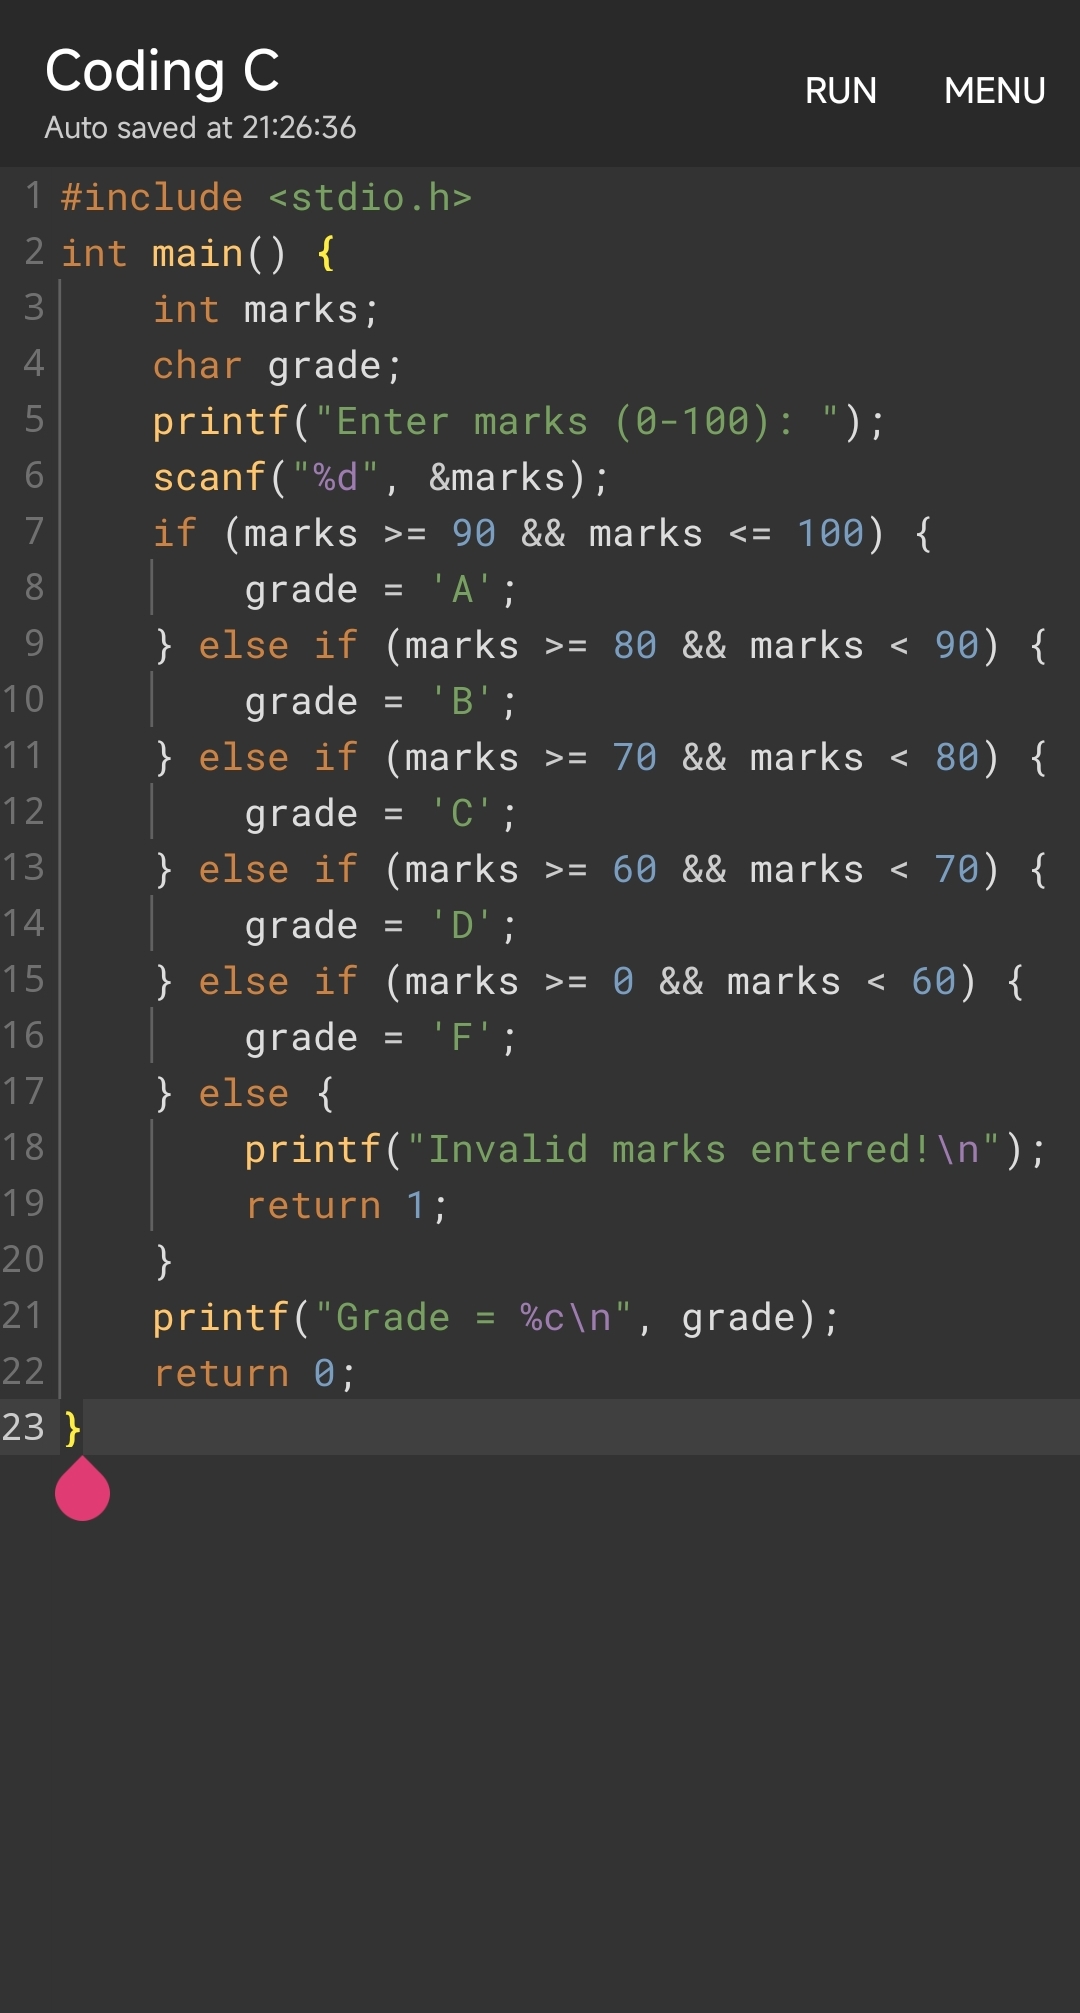 Coding C
Auto saved at 21:26:36
RUN MENU
1 #include <stdio.h>
2 int main() {
3     int marks;
4     char grade;
5     printf("Enter marks (0-100): ");
6     scanf("%d", &marks);
7     if (marks >= 90 && marks <= 100) {
8         grade = 'A';
9     } else if (marks >= 80 && marks < 90) {
10         grade = 'B';
11     } else if (marks >= 70 && marks < 80) {
12         grade = 'C';
13     } else if (marks >= 60 && marks < 70) {
14         grade = 'D';
15     } else if (marks >= 0 && marks < 60) {
16         grade = 'F';
17     } else {
18         printf("Invalid marks entered!\n");
19         return 1;
20     }
21     printf("Grade = %c\n", grade);
22     return 0;
23 }